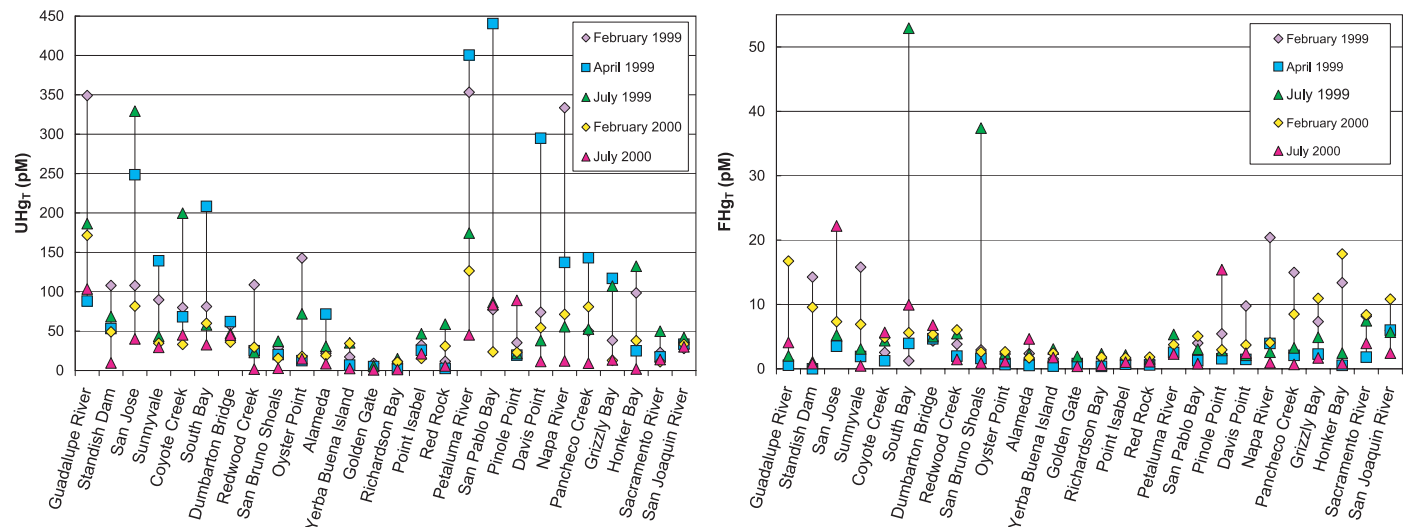 450
400
350
300
250
200
150
100
50
0
UHgT (pM)
February 1999
April 1999
July 1999
February 2000
July 2000
Guadalupe River
Standish Dam
San Jose
Sunnyvale
Coyote Creek
South Bay
Dumbarton Bridge
Redwood Creek
San Bruno Shoals
Oyster Point
Alameda
Yerba Buena Island
Golden Gate
Richardson Bay
Point Isabel
Red Rock
Petaluma River
San Pablo Bay
Pinole Point
Davis Point
Napa River
Pancheco Creek
Grizzly Bay
Honker Bay
Sacramento River
San Joaquin River
50
40
30
20
10
0
FHgT (pM)
February 1999
April 1999
July 1999
February 2000
July 2000
Guadalupe River
Standish Dam
San Jose
Sunnyvale
Coyote Creek
South Bay
Dumbarton Bridge
Redwood Creek
San Bruno Shoals
Oyster Point
Alameda
Yerba Buena Island
Golden Gate
Richardson Bay
Point Isabel
Red Rock
Petaluma River
San Pablo Bay
Pinole Point
Davis Point
Napa River
Pancheco Creek
Grizzly Bay
Honker Bay
Sacramento River
San Joaquin River